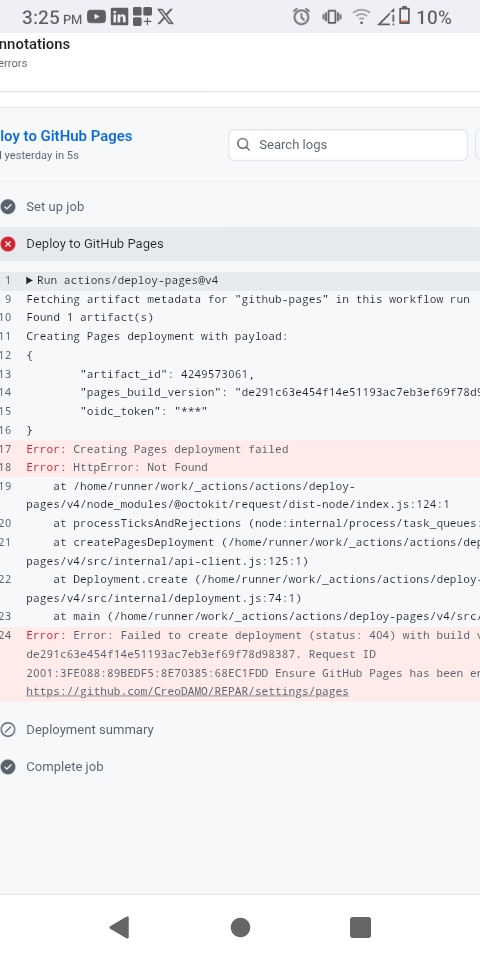 3:25 PM 10%
nnotations
errors
loy to GitHub Pages
yesterday in 5s
Search logs
Set up job
Deploy to GitHub Pages
1 Run actions/deploy-pages@v4
9 Fetching artifact metadata for "github-pages" in this workflow run
10 Found 1 artifact(s)
11 Creating Pages deployment with payload:
12 {
13 "artifact_id": 4249573061,
14 "pages_build_version": "de291c63e454f14e51193ac7eb3ef69f78d9
15 "oidc_token": "***"
16 }
17 Error: Creating Pages deployment failed
18 Error: HttpError: Not Found
19 at /home/runner/work/_actions/actions/deploy-
pages/v4/node_modules/@octokit/request/dist-node/index.js:124:1
20 at processTicksAndRejections (node:internal/process/task_queues:
21 at createPagesDeployment (/home/runner/work/_actions/actions/dep
pages/v4/src/internal/api-client.js:125:1)
22 at Deployment.create (/home/runner/work/_actions/actions/deploy-
pages/v4/src/internal/deployment.js:74:1)
23 at main (/home/runner/work/_actions/actions/deploy-pages/v4/src/
24 Error: Error: Failed to create deployment (status: 404) with build v
de291c63e454f14e51193ac7eb3ef69f78d98387. Request ID
2001:3FE088:89BEDF5:8E70385:68EC1FDD Ensure GitHub Pages has been en
https://github.com/CreoDAMO/REPAR/settings/pages
Deployment summary
Complete job